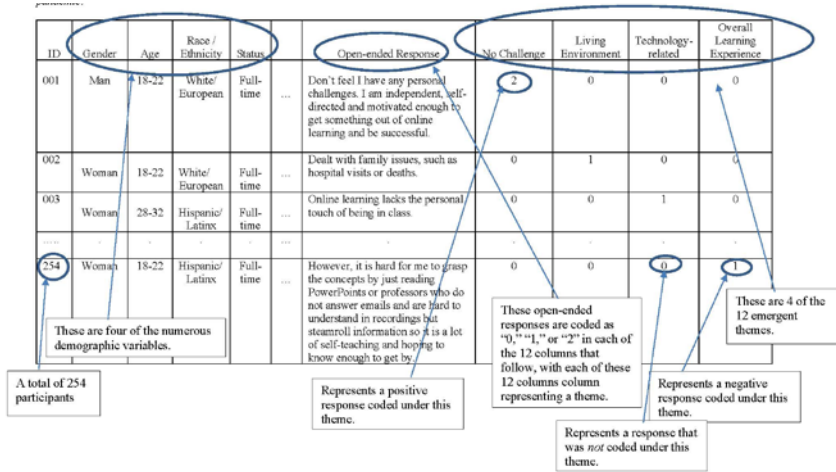 pandemic.
ID Gender Age Race / Ethnicity Status Open-ended Response No Challenge Living Environment Technology-related Overall Learning Experience
001 Man 18-22 White/ Full- ... Don't feel I have any personal 2 0 0 0
European time challenges. I am independent, self-
directed and motivated enough to
get something out of online
learning and be successful.
002 Woman 18-22 White/ Full- ... Dealt with family issues, such as 0 1 0 0
European time hospital visits or deaths.
003 Woman 28-32 Hispanic/ Full- ... Online learning lacks the personal 0 0 1 0
Latinx time touch of being in class.
254 Woman 18-22 Hispanic/ Full- ... However, it is hard for me to grasp 0 0 0 1
Latinx time the concepts by just reading
PowerPoints or professors who do
not answer emails and are hard to
understand in recordings but
steamroll information so it is a lot
of self-teaching and hoping to
know enough to get by.
These are four of the numerous
demographic variables.
A total of 254
participants
Represents a positive
response coded under this
theme.
These open-ended
responses are coded as
“0,” “1,” or “2” in each of
the 12 columns that
follow, with each of these
12 columns column
representing a theme.
These are 4 of the
12 emergent
themes.
Represents a negative
response coded under this
theme.
Represents a response that
was not coded under this
theme.